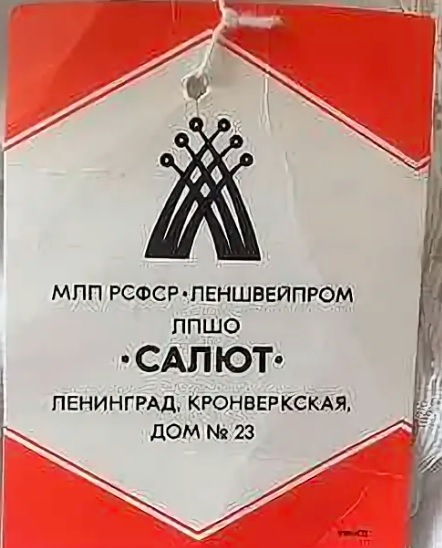 МЛП РСФСР•ЛЕНШВЕЙПРОМ
ЛПШО
•САЛЮТ•
ЛЕНИНГРАД, КРОНВЕРКСКАЯ,
ДОМ № 23